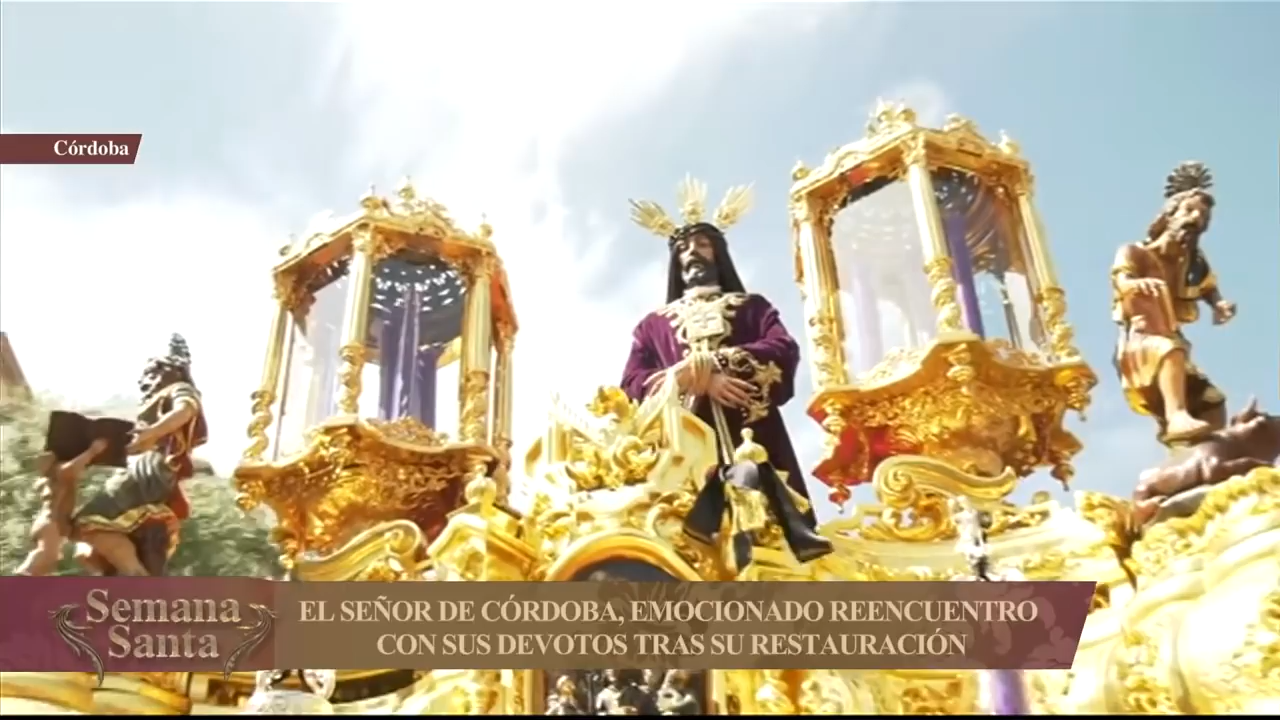 Córdoba
Semana
Santa
EL SEÑOR DE CÓRDOBA, EMOCIONADO REENCUENTRO
CON SUS DEVOTOS TRAS SU RESTAURACIÓN